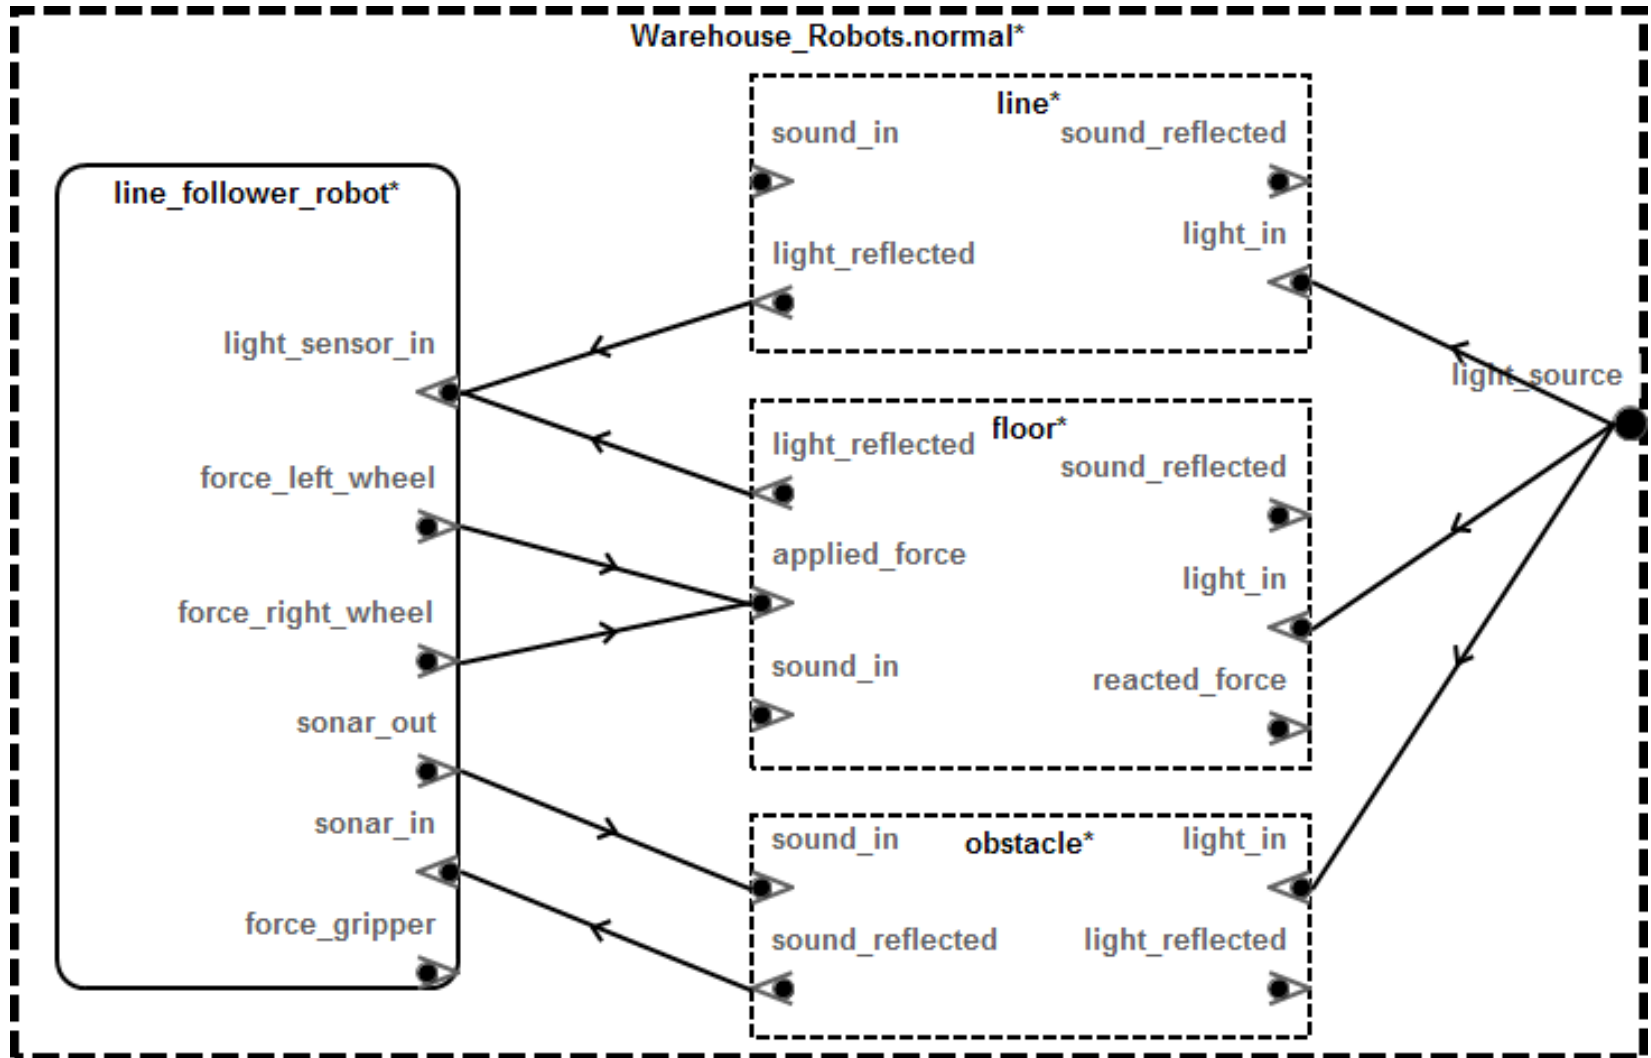 Warehouse_Robots.normal*
line_follower_robot*
light_sensor_in
force_left_wheel
force_right_wheel
sonar_out
sonar_in
force_gripper
line*
sound_in
sound_reflected
light_in
light_reflected
floor*
light_reflected
sound_reflected
applied_force
light_in
sound_in
reacted_force
obstacle*
sound_in
light_in
sound_reflected
light_reflected
light_source